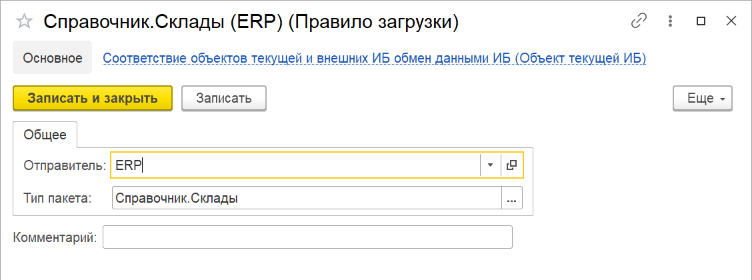 Справочник.Склады (ERP) (Правило загрузки)
Основное Соответствие объектов текущей и внешних ИБ обмен данными ИБ (Объект текущей ИБ)
Записать и закрыть Записать Еще
Общее
Отправитель: ERP
Тип пакета: Справочник.Склады ...
Комментарий: